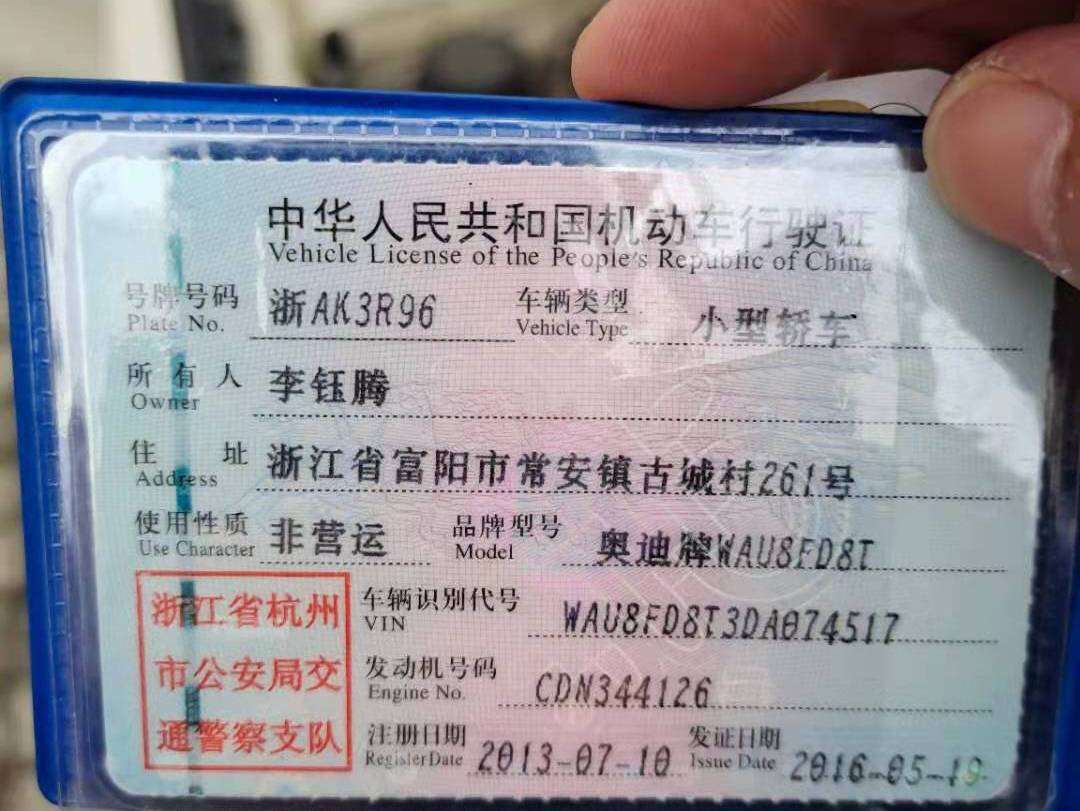 中华人民共和国机动车行驶证
Vehicle License of the People's Republic of China
号牌号码 浙AK3R96 车辆类型 小型轿车
Plate No. Vehicle Type
所有人 李钰腾
Owner
住址 浙江省富阳市常安镇古城村261号
Address
使用性质 非营运 品牌型号 奥迪牌WAU8FD8T
Use Character Model
浙江省杭州
市公安局交
通警察支队
车辆识别代号 WAU8FD8T3DA074517
VIN
发动机号码 CDN344126
Engine No.
注册日期 2013-07-10 发证日期 2016-05-19
Register Date Issue Date